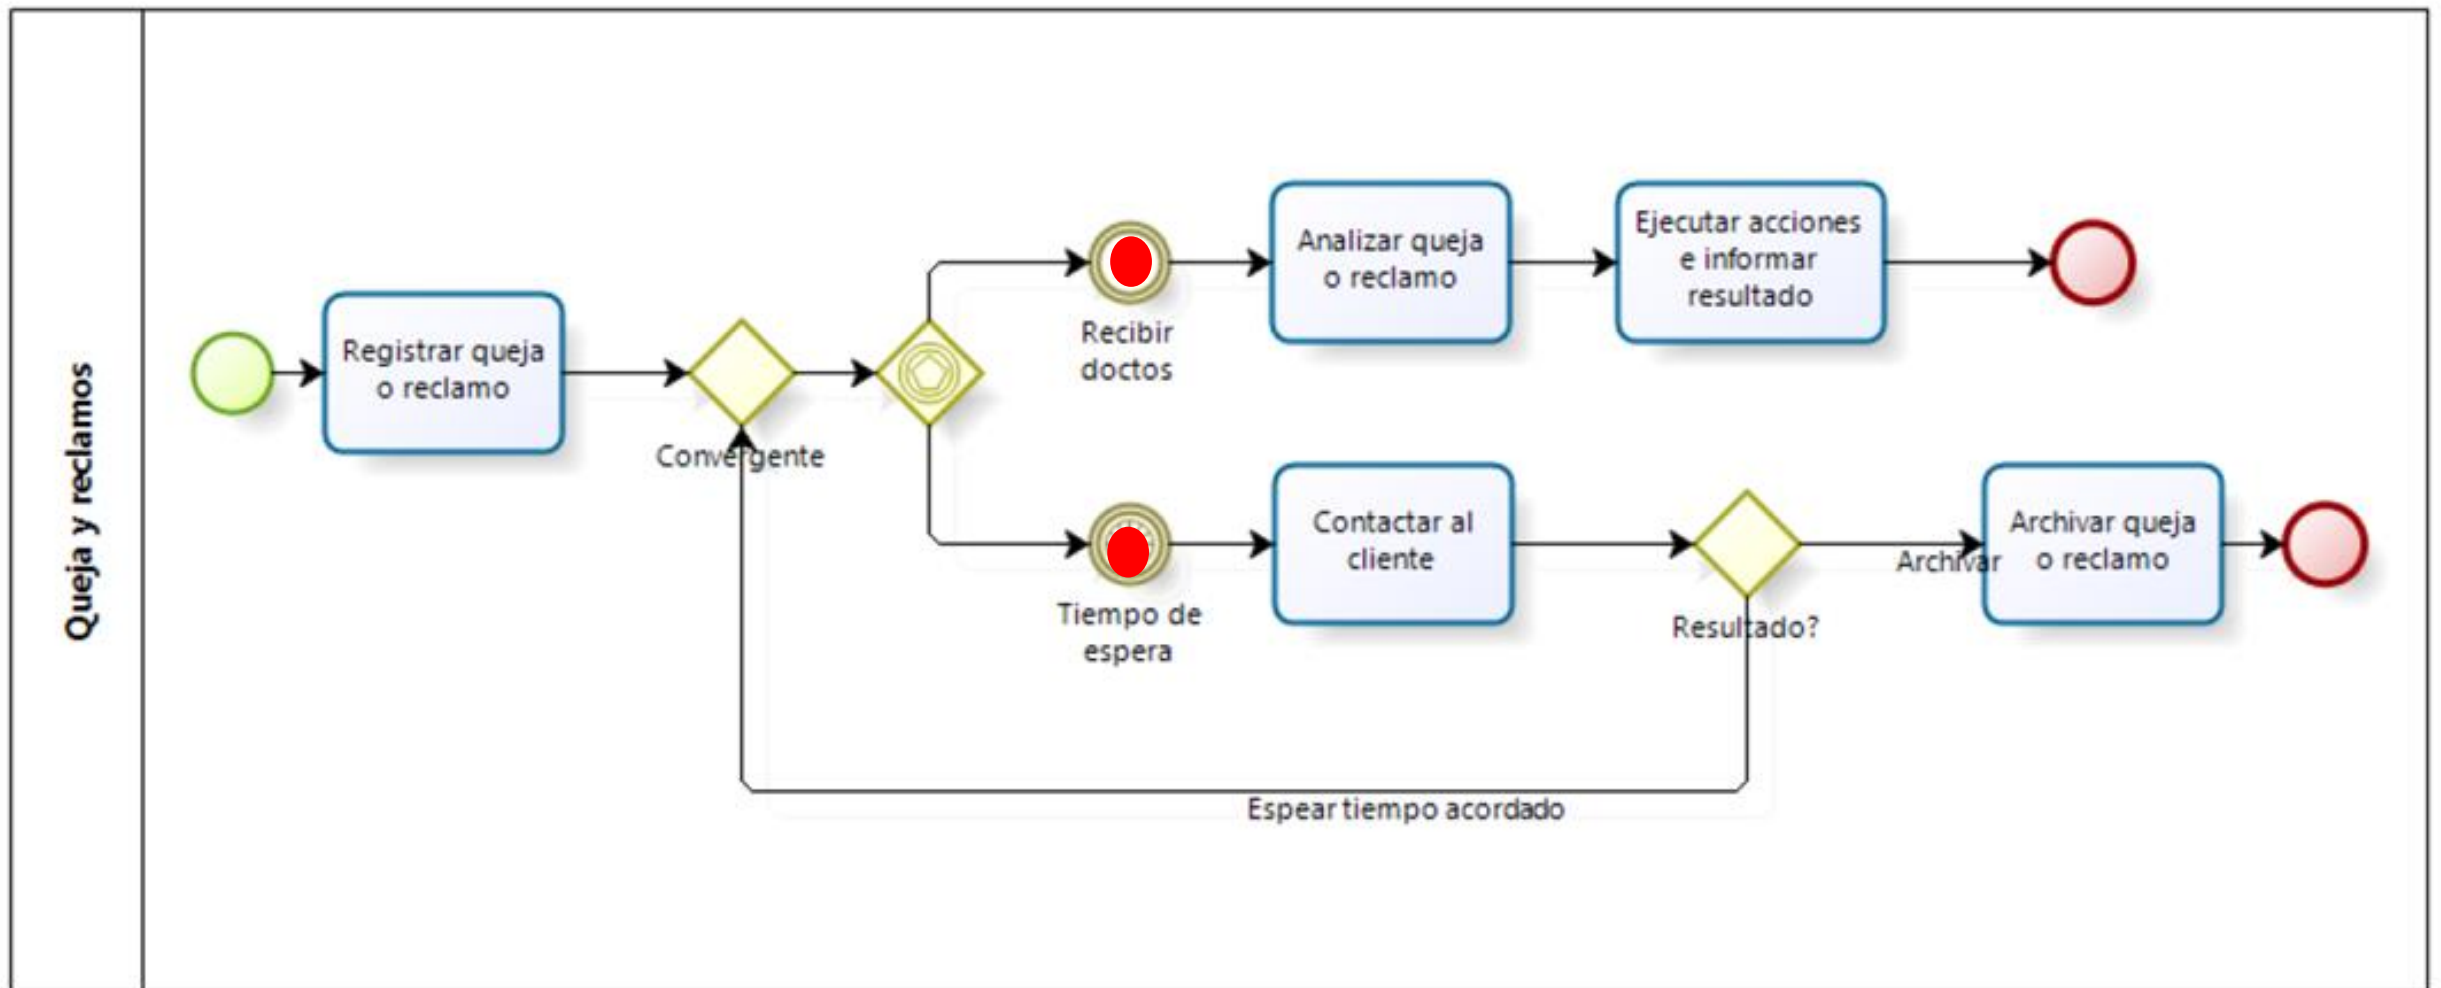 Queja y reclamos
Registrar queja
o reclamo
Convergente
Recibir
doctos
Analizar queja
o reclamo
Ejecutar acciones
e informar
resultado
Tiempo de
espera
Contactar al
cliente
Resultado?
Archivar
Archivar queja
o reclamo
Espear tiempo acordado